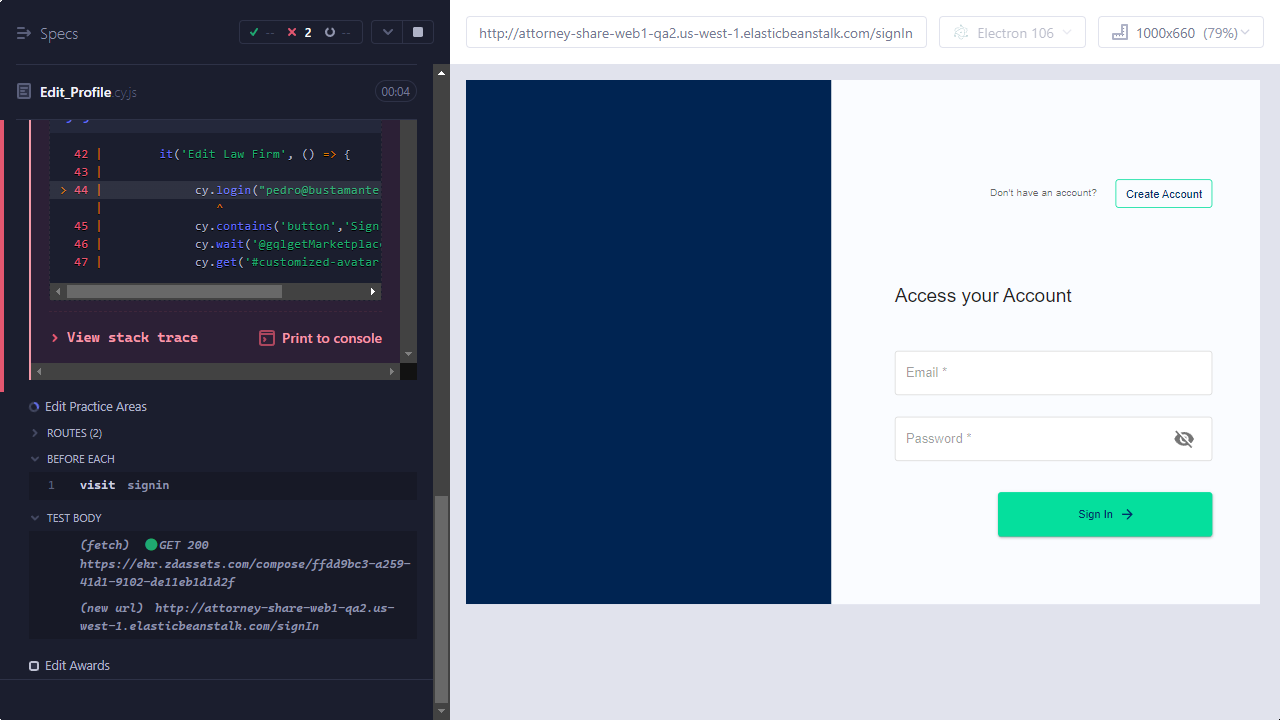 Specs
-- 2 --
http://attorney-share-web1-qa2.us-west-1.elasticbeanstalk.com/signIn
Electron 106
1000x660 (79%)
Edit_Profile.cy.js
00:04
42 | it('Edit Law Firm', () => {
43 |
> 44 | cy.login("pedro@bustamante
| ^
45 | cy.contains('button','Sign
46 | cy.wait('@gqlgetMarketplac
47 | cy.get('#customized-avatar
> View stack trace
Print to console
Edit Practice Areas
ROUTES (2)
BEFORE EACH
1 visit signin
TEST BODY
(fetch) GET 200
https://ekr.zdassets.com/compose/ffdd9bc3-a259-
41d1-9102-de11eb1d1d2f
(new url) http://attorney-share-web1-qa2.us-
west-1.elasticbeanstalk.com/signIn
Edit Awards
Don't have an account?
Create Account
Access your Account
Email *
Password *
Sign In